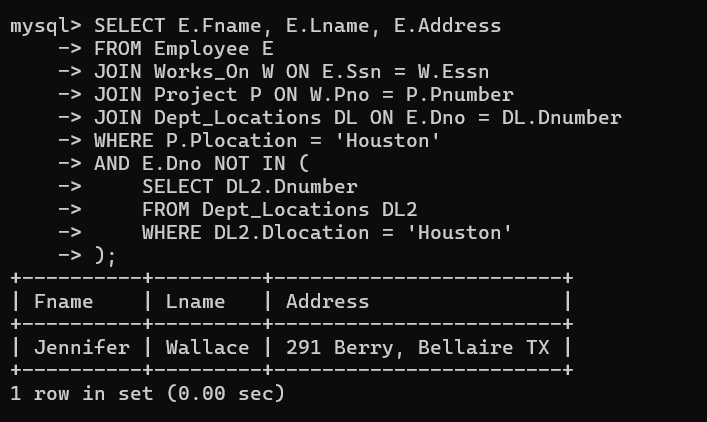 mysql> SELECT E.Fname, E.Lname, E.Address
    -> FROM Employee E
    -> JOIN Works_On W ON E.Ssn = W.Essn
    -> JOIN Project P ON W.Pno = P.Pnumber
    -> JOIN Dept_Locations DL ON E.Dno = DL.Dnumber
    -> WHERE P.Plocation = 'Houston'
    -> AND E.Dno NOT IN (
    ->     SELECT DL2.Dnumber
    ->     FROM Dept_Locations DL2
    ->     WHERE DL2.Dlocation = 'Houston'
    -> );
+----------+---------+------------------------+
| Fname    | Lname   | Address                |
+----------+---------+------------------------+
| Jennifer | Wallace | 291 Berry, Bellaire TX |
+----------+---------+------------------------+
1 row in set (0.00 sec)